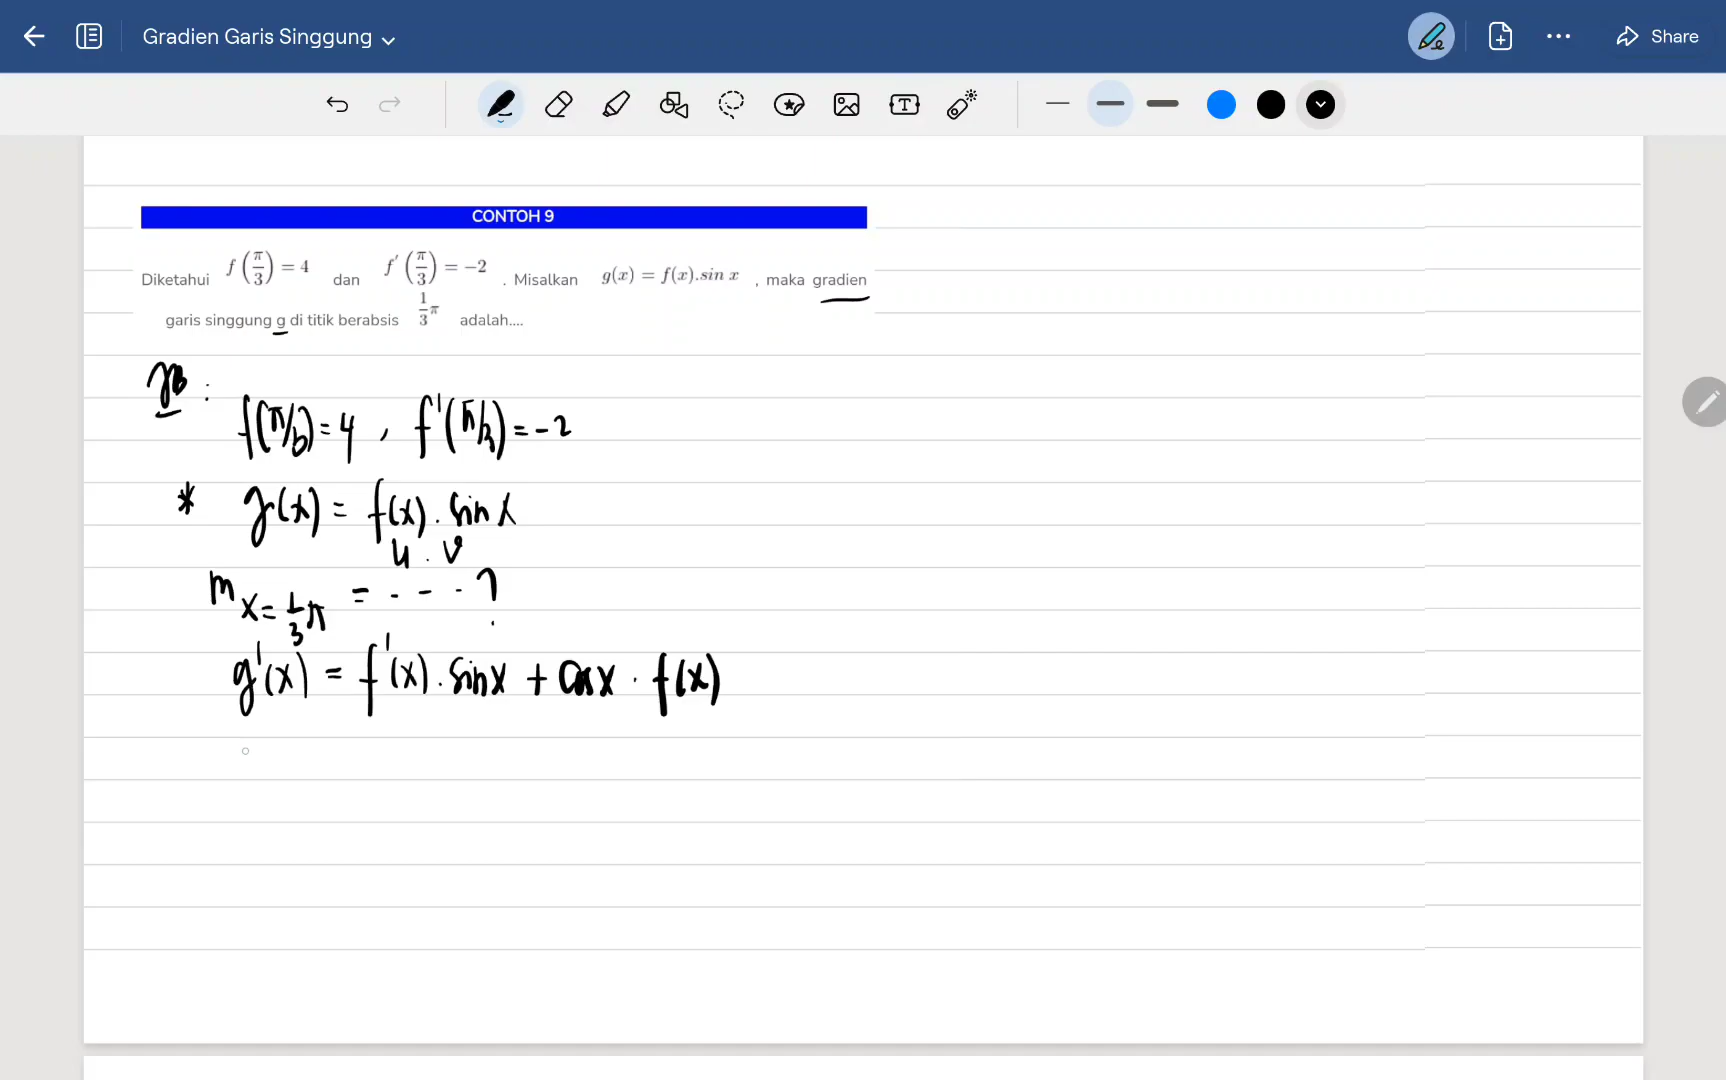 Gradien Garis Singgung
Share
CONTOH 9
Diketahui f(π/3) = 4 dan f'(π/3) = −2 . Misalkan g(x) = f(x).sin x , maka gradien
garis singgung g di titik berabsis 1/3 π adalah....
Jb :
f(π/3) = 4 , f'(π/3) = -2
* g(x) = f(x) . sin x
u . v
m x = 1/3 π = - - - ?
g'(x) = f'(x) . sin x + cos x . f(x)